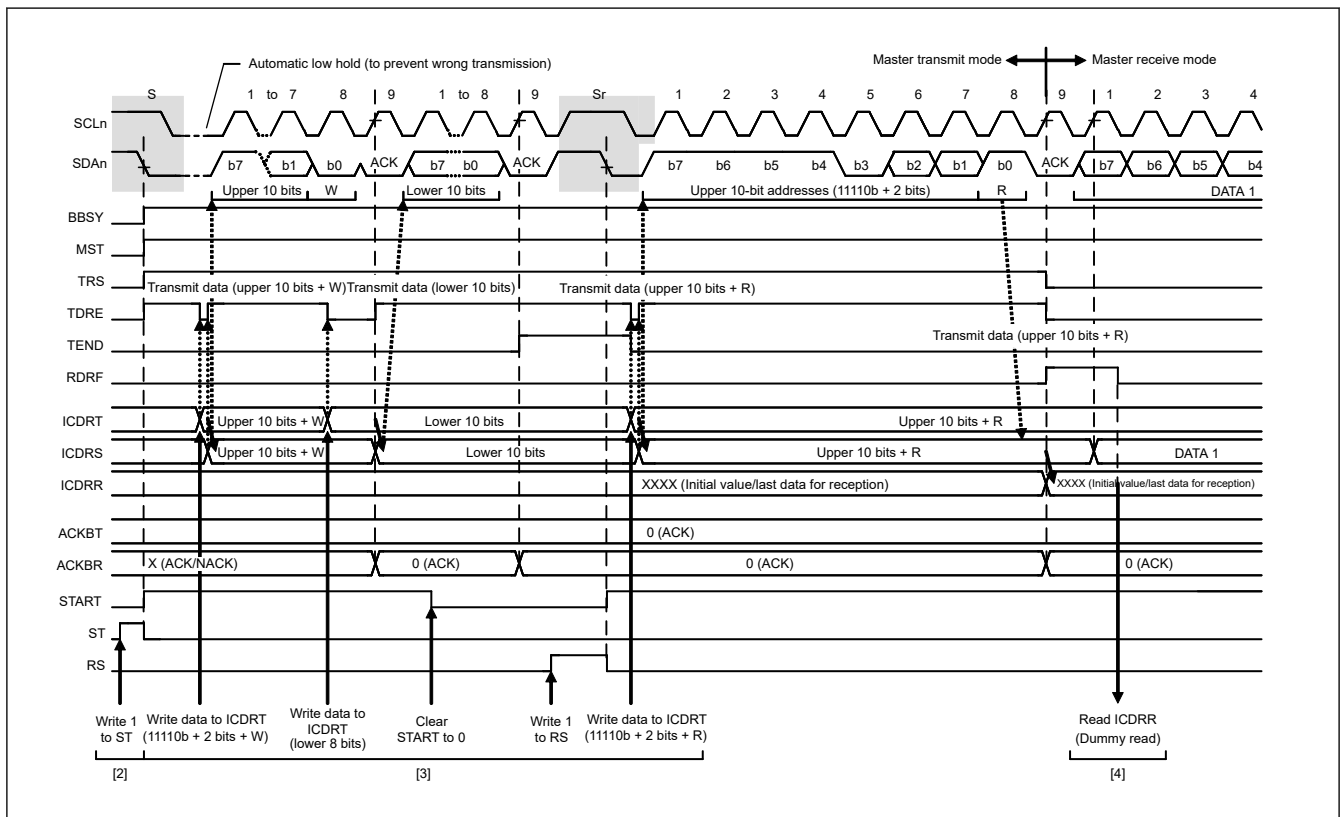 Automatic low hold (to prevent wrong transmission)
Master transmit mode
Master receive mode
S 1 to 7 8 9 1 to 8 9 Sr 1 2 3 4 5 6 7 8 9 1 2 3 4
SCLn
SDAn b7 b1 b0 ACK b7 b0 ACK b7 b6 b5 b4 b3 b2 b1 b0 ACK b7 b6 b5 b4
Upper 10 bits W Lower 10 bits Upper 10-bit addresses (11110b + 2 bits) R DATA 1
BBSY
MST
TRS
Transmit data (upper 10 bits + W) Transmit data (lower 10 bits) Transmit data (upper 10 bits + R)
TDRE
Transmit data (upper 10 bits + R)
TEND
RDRF
ICDRT Upper 10 bits + W Lower 10 bits Upper 10 bits + R
ICDRS Upper 10 bits + W Lower 10 bits Upper 10 bits + R DATA 1
ICDRR XXXX (Initial value/last data for reception) XXXX (Initial value/last data for reception)
ACKBT 0 (ACK)
ACKBR X (ACK/NACK) 0 (ACK) 0 (ACK) 0 (ACK)
START
ST
RS
Write 1
to ST
Write data to ICDRT
(11110b + 2 bits + W)
Write data to
ICDRT
(lower 8 bits)
Clear
START to 0
Write 1
to RS
Write data to ICDRT
(11110b + 2 bits + R)
Read ICDRR
(Dummy read)
[2] [3] [4]